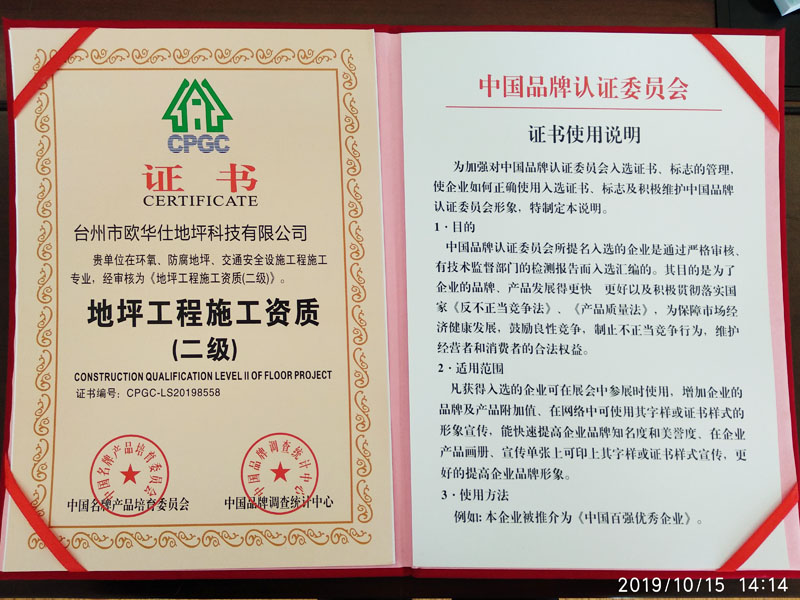 CPGC
证书
CERTIFICATE
台州市欧华仕地坪科技有限公司
贵单位在环氧、防腐地坪、交通安全设施工程施工
专业，经审核为《地坪工程施工资质(二级)》。
地坪工程施工资质
(二级)
CONSTRUCTION QUALIFICATION LEVEL II OF FLOOR PROJECT
证书编号：CPGC-LS20198558
中国名牌产品培育委员会
中国名牌产品培育委员会
中国品牌调查统计中心
中国品牌调查统计中心
中国品牌认证委员会
证书使用说明
为加强对中国品牌认证委员会入选证书、标志的管理，
使企业如何正确使用入选证书、标志及积极维护中国品牌
认证委员会形象，特制定本说明。
1·目的
中国品牌认证委员会所提名入选的企业是通过严格审核、
有技术监督部门的检测报告而入选汇编的。其目的是为了
企业的品牌、产品发展得更快 更好以及积极贯彻落实国
家《反不正当竞争法》、《产品质量法》，为保障市场经
济健康发展，鼓励良性竞争，制止不正当竞争行为，维护
经营者和消费者的合法权益。
2·适用范围
凡获得入选的企业可在展会中参展时使用，增加企业的
品牌及产品附加值、在网络中可使用其字样或证书样式的
形象宣传，能快速提高企业品牌知名度和美誉度、在企业
产品画册、宣传单张上可印上其字样或证书样式宣传，更
好的提高企业品牌形象。
3·使用方法
例如: 本企业被推介为《中国百强优秀企业》。
2019/10/15 14:14